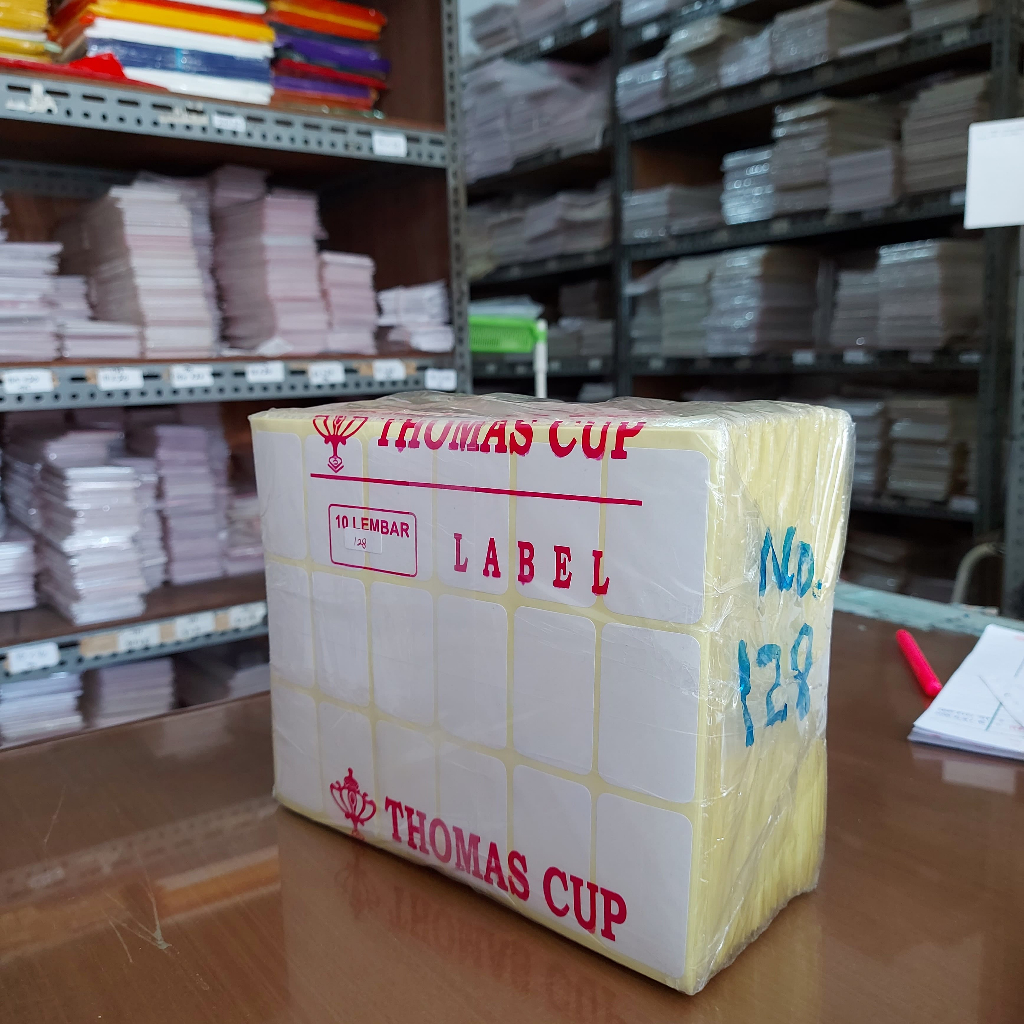 THOMAS CUP
10 LEMBAR
128
LABEL
THOMAS CUP
No.
128